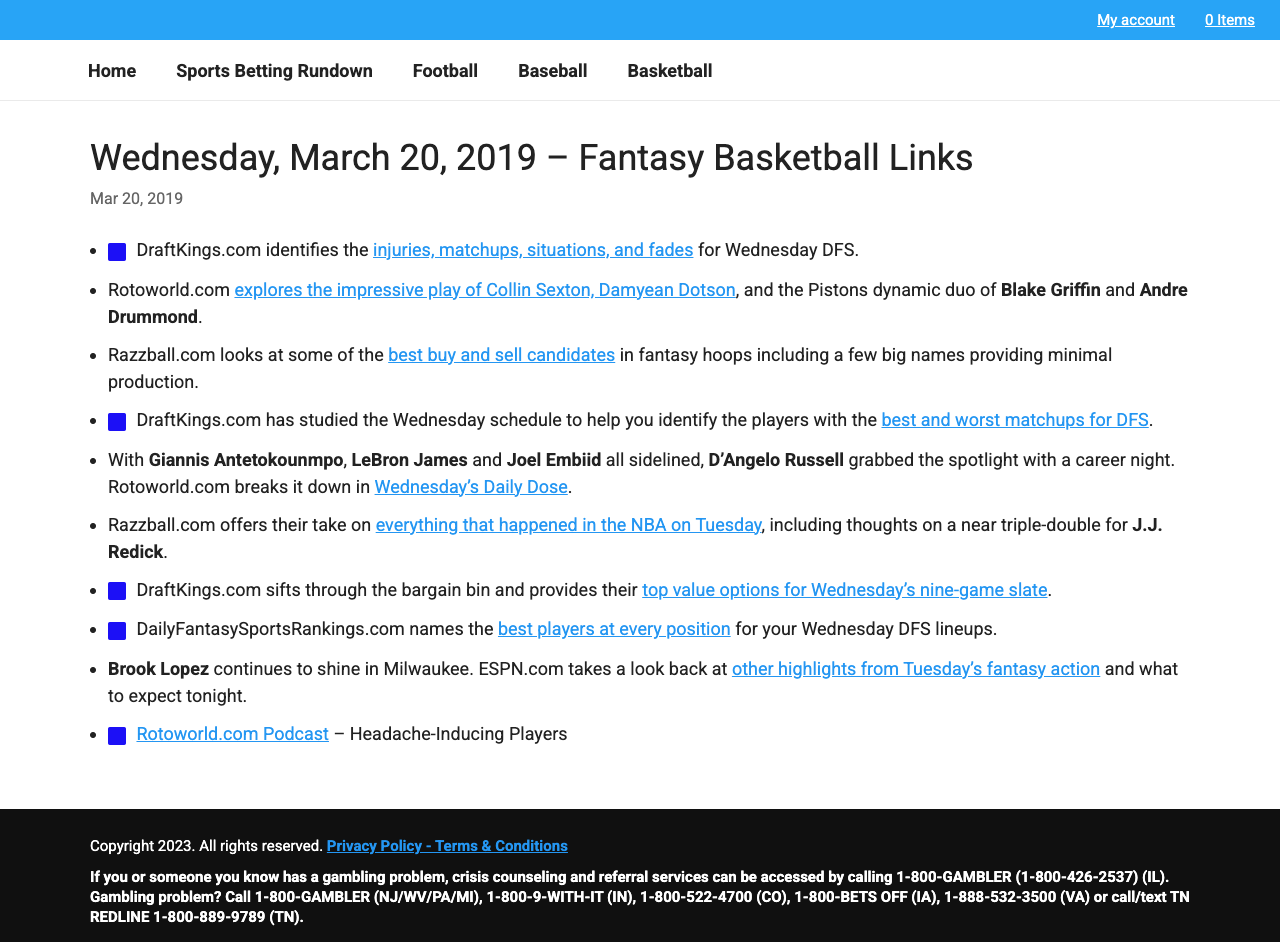 My account 0 Items
Home Sports Betting Rundown Football Baseball Basketball
Wednesday, March 20, 2019 – Fantasy Basketball Links
Mar 20, 2019
• DraftKings.com identifies the injuries, matchups, situations, and fades for Wednesday DFS.
• Rotoworld.com explores the impressive play of Collin Sexton, Damyean Dotson, and the Pistons dynamic duo of Blake Griffin and Andre
Drummond.
• Razzball.com looks at some of the best buy and sell candidates in fantasy hoops including a few big names providing minimal
production.
• DraftKings.com has studied the Wednesday schedule to help you identify the players with the best and worst matchups for DFS.
• With Giannis Antetokounmpo, LeBron James and Joel Embiid all sidelined, D’Angelo Russell grabbed the spotlight with a career night.
Rotoworld.com breaks it down in Wednesday’s Daily Dose.
• Razzball.com offers their take on everything that happened in the NBA on Tuesday, including thoughts on a near triple-double for J.J.
Redick.
• DraftKings.com sifts through the bargain bin and provides their top value options for Wednesday’s nine-game slate.
• DailyFantasySportsRankings.com names the best players at every position for your Wednesday DFS lineups.
• Brook Lopez continues to shine in Milwaukee. ESPN.com takes a look back at other highlights from Tuesday’s fantasy action and what
to expect tonight.
• Rotoworld.com Podcast – Headache-Inducing Players
Copyright 2023. All rights reserved. Privacy Policy - Terms & Conditions
If you or someone you know has a gambling problem, crisis counseling and referral services can be accessed by calling 1-800-GAMBLER (1-800-426-2537) (IL).
Gambling problem? Call 1-800-GAMBLER (NJ/WV/PA/MI), 1-800-9-WITH-IT (IN), 1-800-522-4700 (CO), 1-800-BETS OFF (IA), 1-888-532-3500 (VA) or call/text TN
REDLINE 1-800-889-9789 (TN).